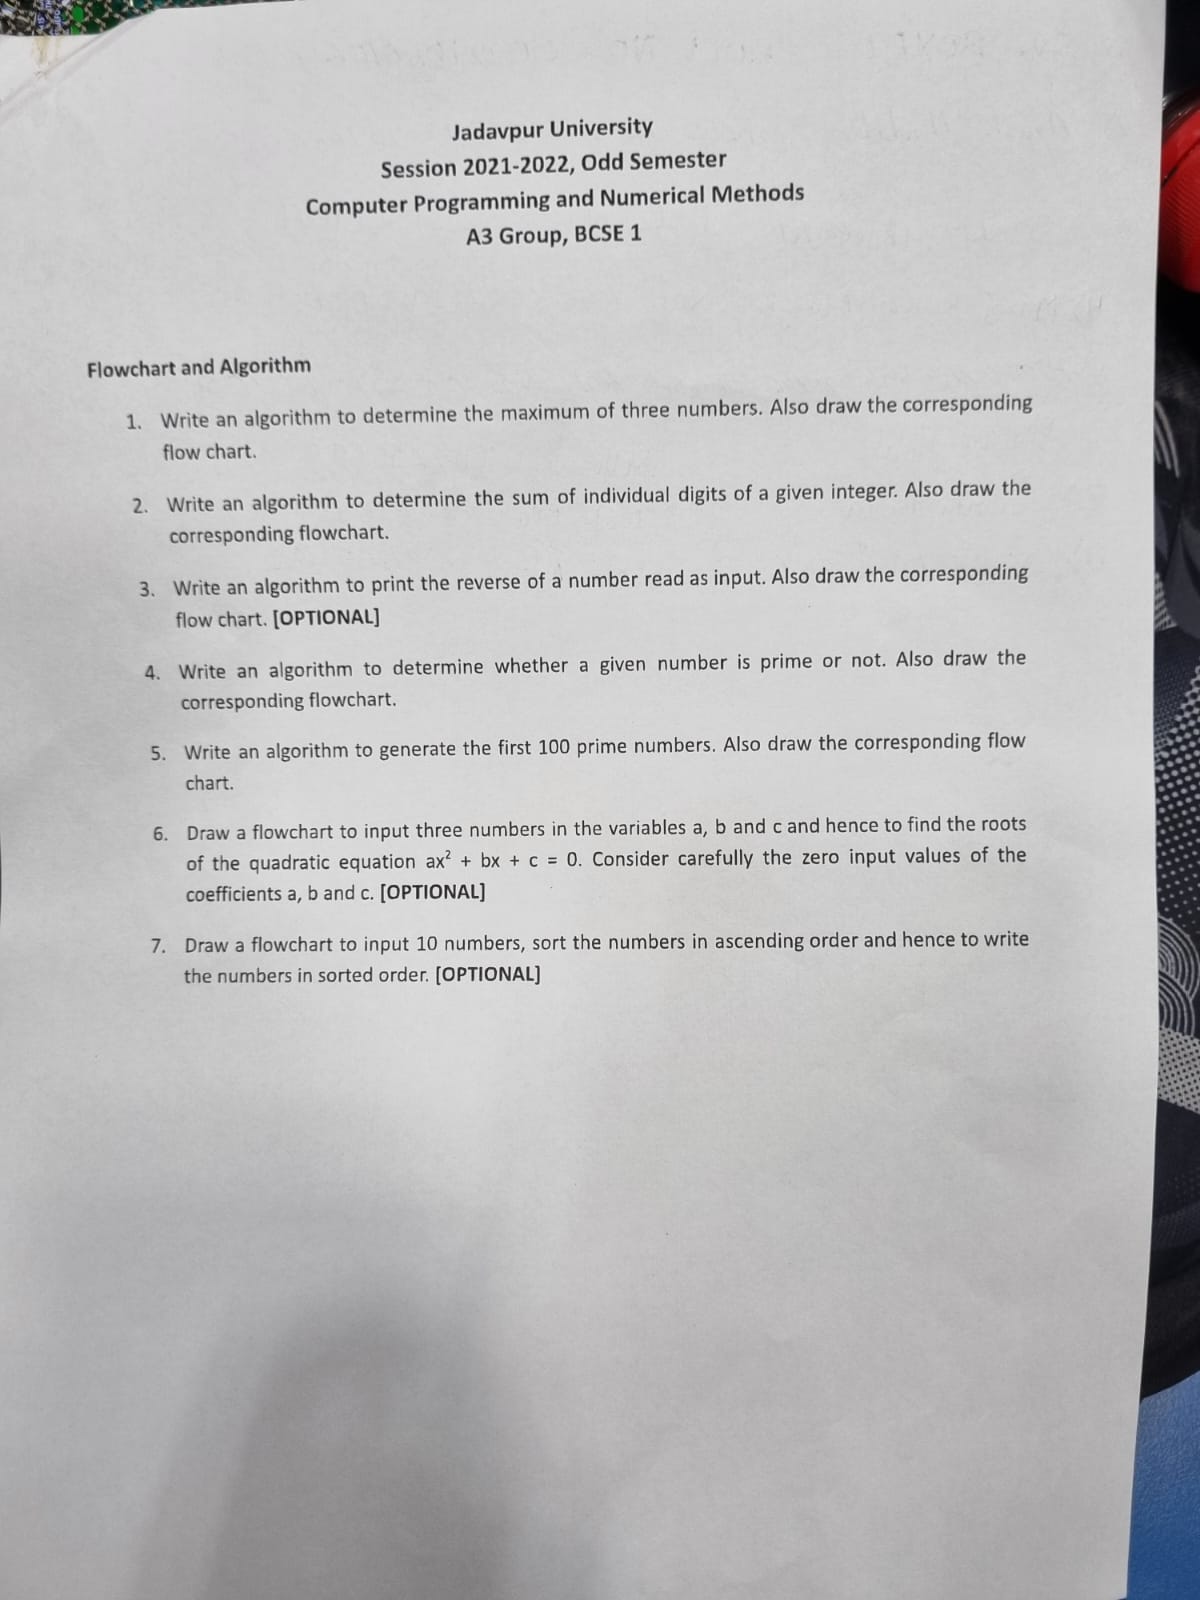 Jadavpur University
Session 2021-2022, Odd Semester
Computer Programming and Numerical Methods
A3 Group, BCSE 1
Flowchart and Algorithm
1. Write an algorithm to determine the maximum of three numbers. Also draw the corresponding
flow chart.
2. Write an algorithm to determine the sum of individual digits of a given integer. Also draw the
corresponding flowchart.
3. Write an algorithm to print the reverse of a number read as input. Also draw the corresponding
flow chart. [OPTIONAL]
4. Write an algorithm to determine whether a given number is prime or not. Also draw the
corresponding flowchart.
5. Write an algorithm to generate the first 100 prime numbers. Also draw the corresponding flow
chart.
6. Draw a flowchart to input three numbers in the variables a, b and c and hence to find the roots
of the quadratic equation ax² + bx + c = 0. Consider carefully the zero input values of the
coefficients a, b and c. [OPTIONAL]
7. Draw a flowchart to input 10 numbers, sort the numbers in ascending order and hence to write
the numbers in sorted order. [OPTIONAL]